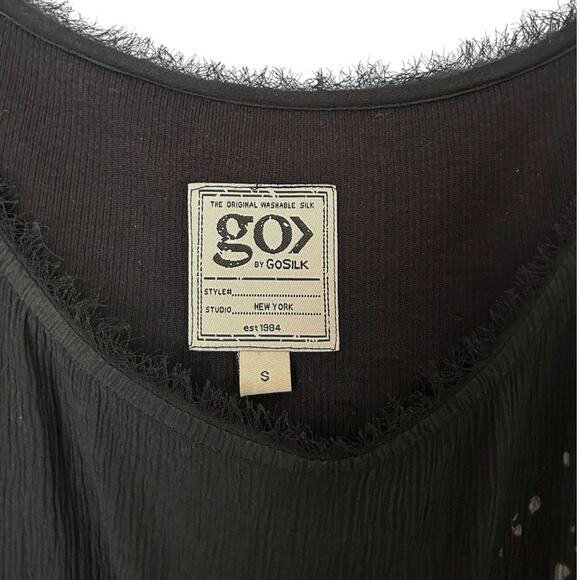 THE ORIGINAL WASHABLE SILK
go>
BY GOSILK
STYLE#
STUDIO NEW YORK
est 1984
S